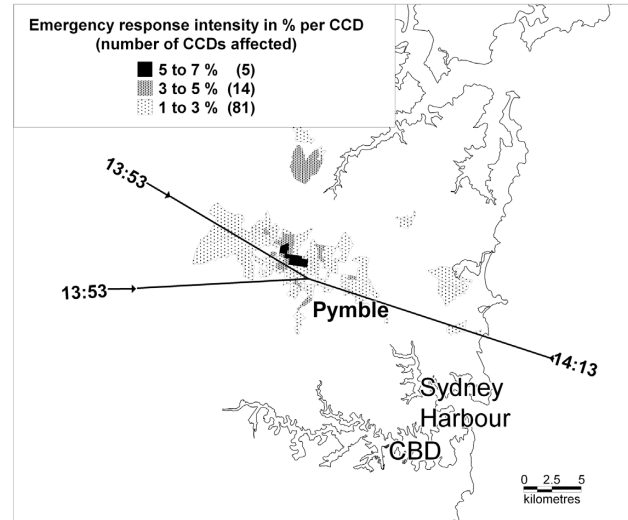 Emergency response intensity in % per CCD
(number of CCDs affected)
5 to 7 % (5)
3 to 5 % (14)
1 to 3 % (81)
13:53
13:53
Pymble
14:13
Sydney
Harbour
CBD
0 2.5 5
kilometres